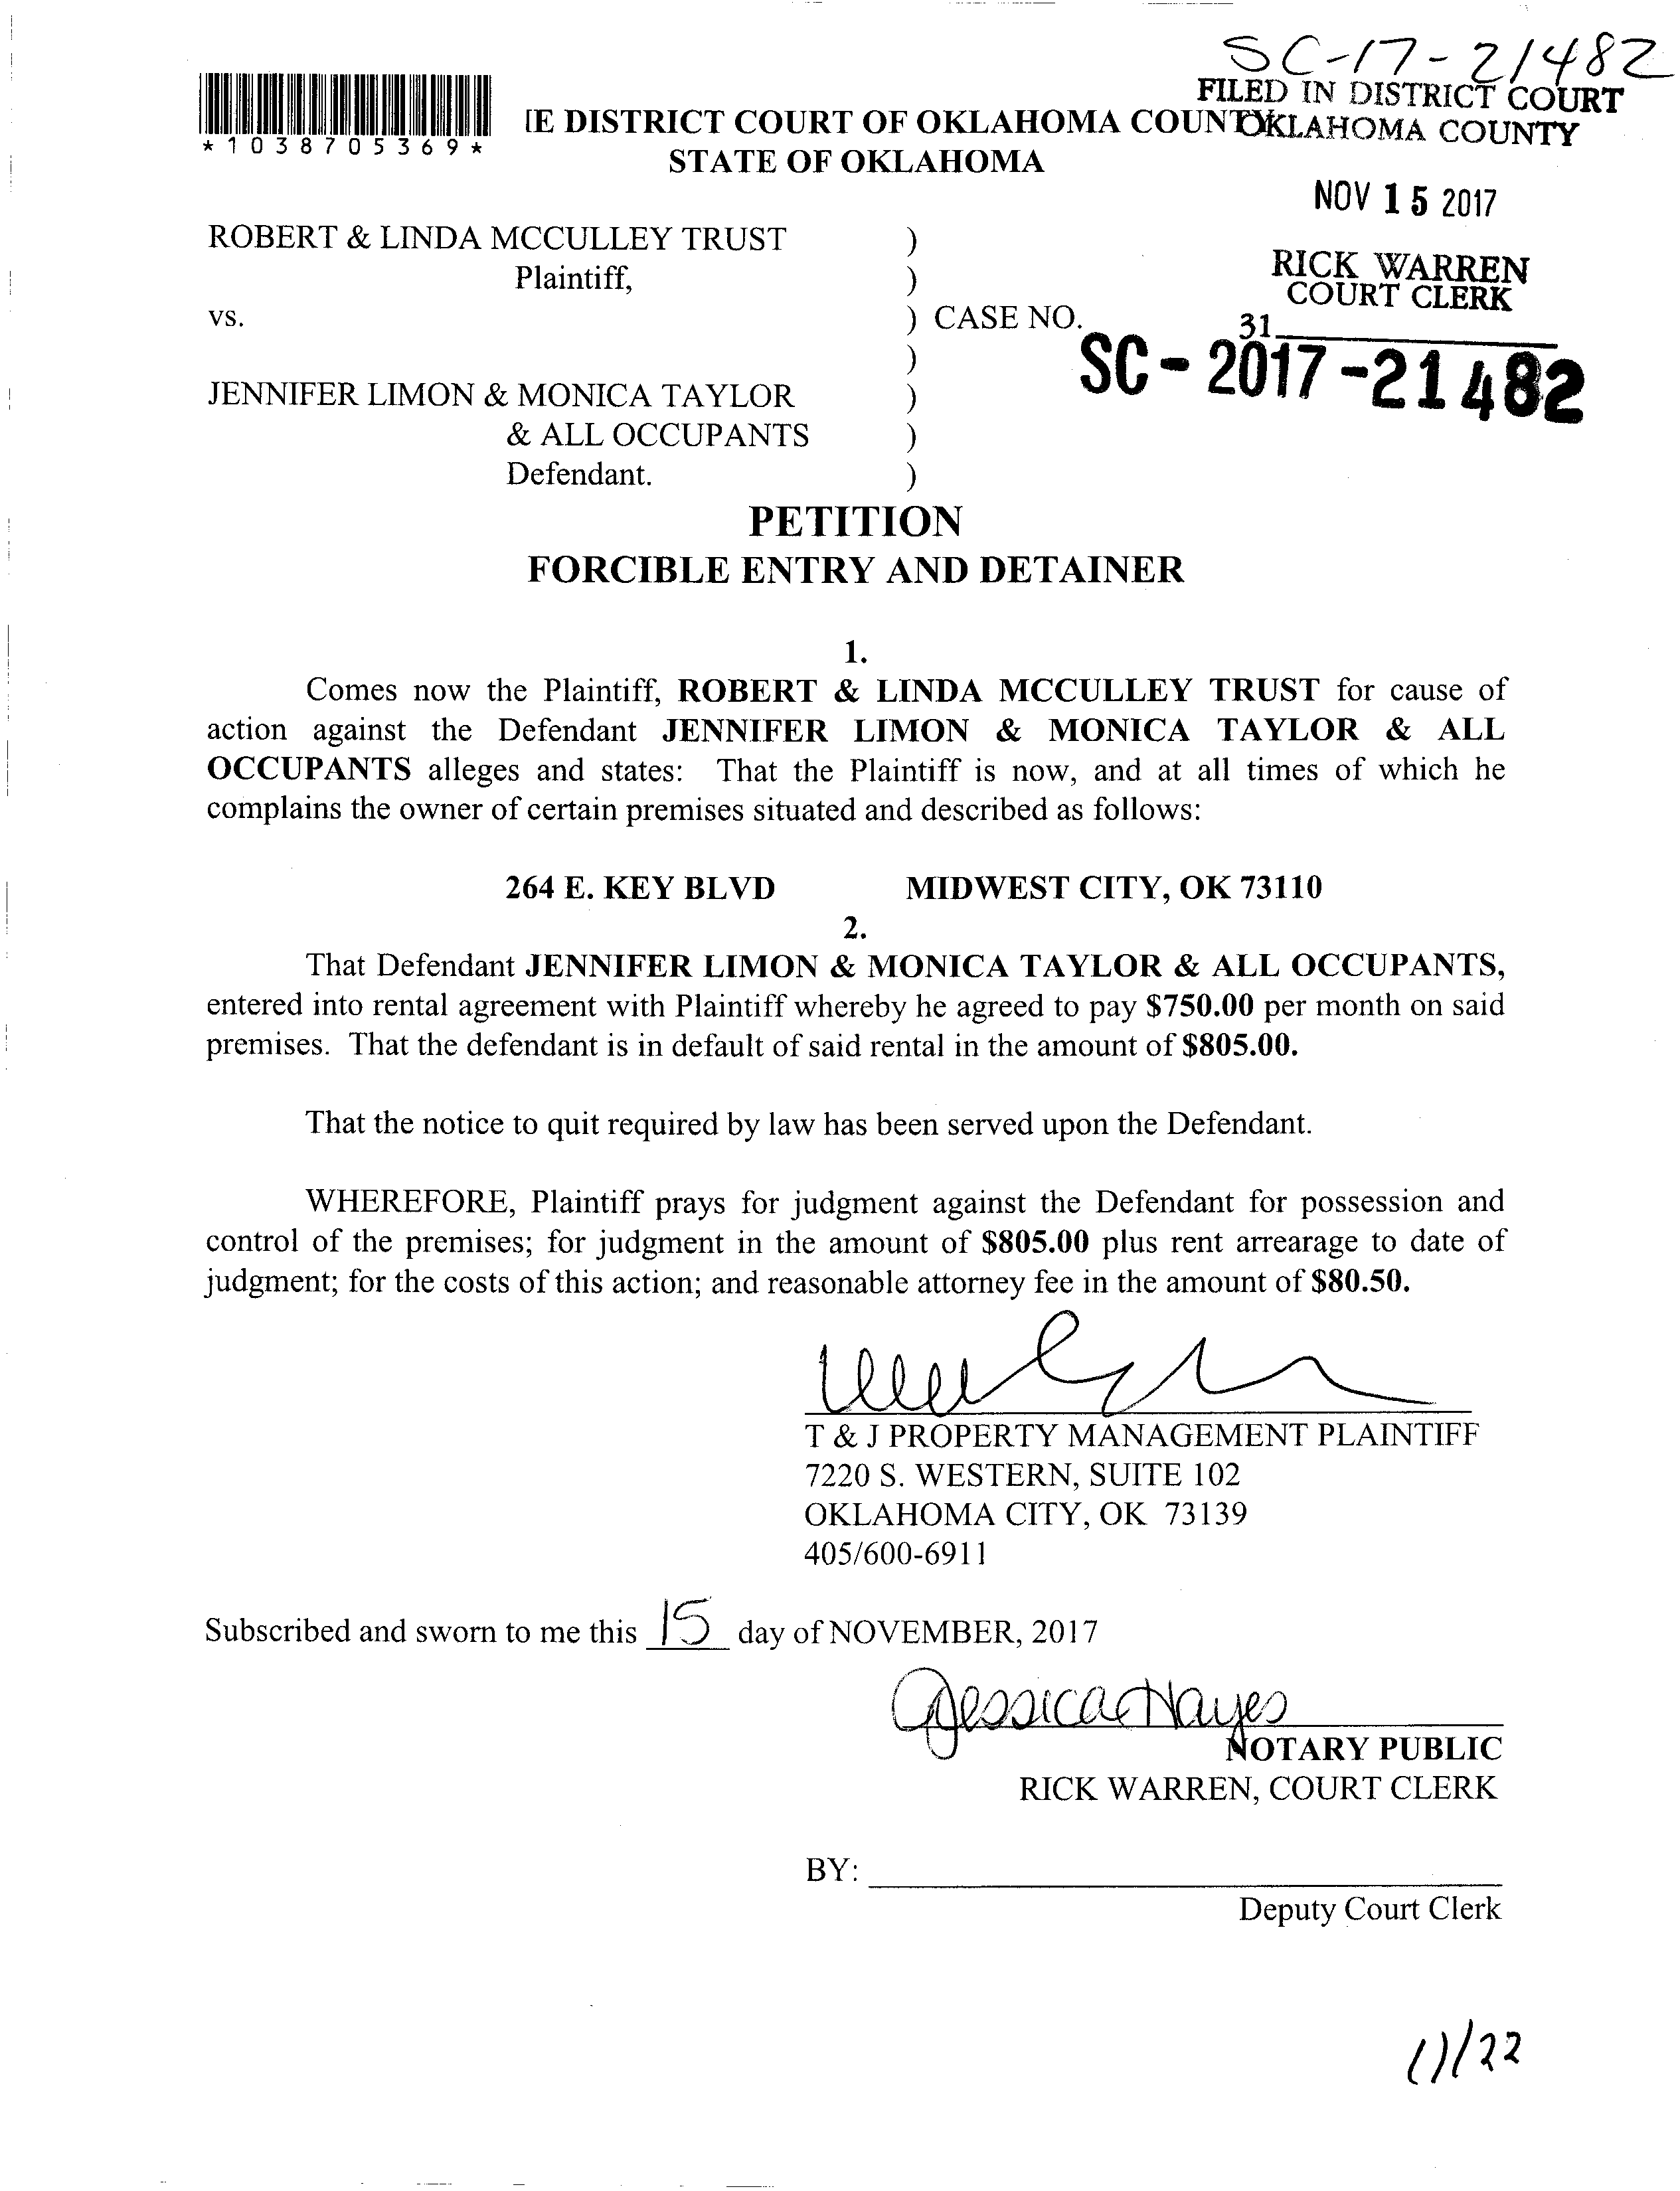 SC-17-21482
FILED IN DISTRICT COURT
OKLAHOMA COUNTY
*1038705369*
E DISTRICT COURT OF OKLAHOMA COUNTY
STATE OF OKLAHOMA
NOV 15 2017
ROBERT & LINDA MCCULLEY TRUST )
Plaintiff, )
RICK WARREN
COURT CLERK
vs. ) CASE NO.
31
)
SC-2017-21482
JENNIFER LIMON & MONICA TAYLOR )
& ALL OCCUPANTS )
Defendant. )
PETITION
FORCIBLE ENTRY AND DETAINER
1.
Comes now the Plaintiff, ROBERT & LINDA MCCULLEY TRUST for cause of
action against the Defendant JENNIFER LIMON & MONICA TAYLOR & ALL
OCCUPANTS alleges and states: That the Plaintiff is now, and at all times of which he
complains the owner of certain premises situated and described as follows:
264 E. KEY BLVD MIDWEST CITY, OK 73110
2.
That Defendant JENNIFER LIMON & MONICA TAYLOR & ALL OCCUPANTS,
entered into rental agreement with Plaintiff whereby he agreed to pay $750.00 per month on said
premises. That the defendant is in default of said rental in the amount of $805.00.
That the notice to quit required by law has been served upon the Defendant.
WHEREFORE, Plaintiff prays for judgment against the Defendant for possession and
control of the premises; for judgment in the amount of $805.00 plus rent arrearage to date of
judgment; for the costs of this action; and reasonable attorney fee in the amount of $80.50.
T & J PROPERTY MANAGEMENT PLAINTIFF
7220 S. WESTERN, SUITE 102
OKLAHOMA CITY, OK 73139
405/600-6911
Subscribed and sworn to me this 15 day of NOVEMBER, 2017
Jessica Hayes
NOTARY PUBLIC
RICK WARREN, COURT CLERK
BY:
Deputy Court Clerk
11/22